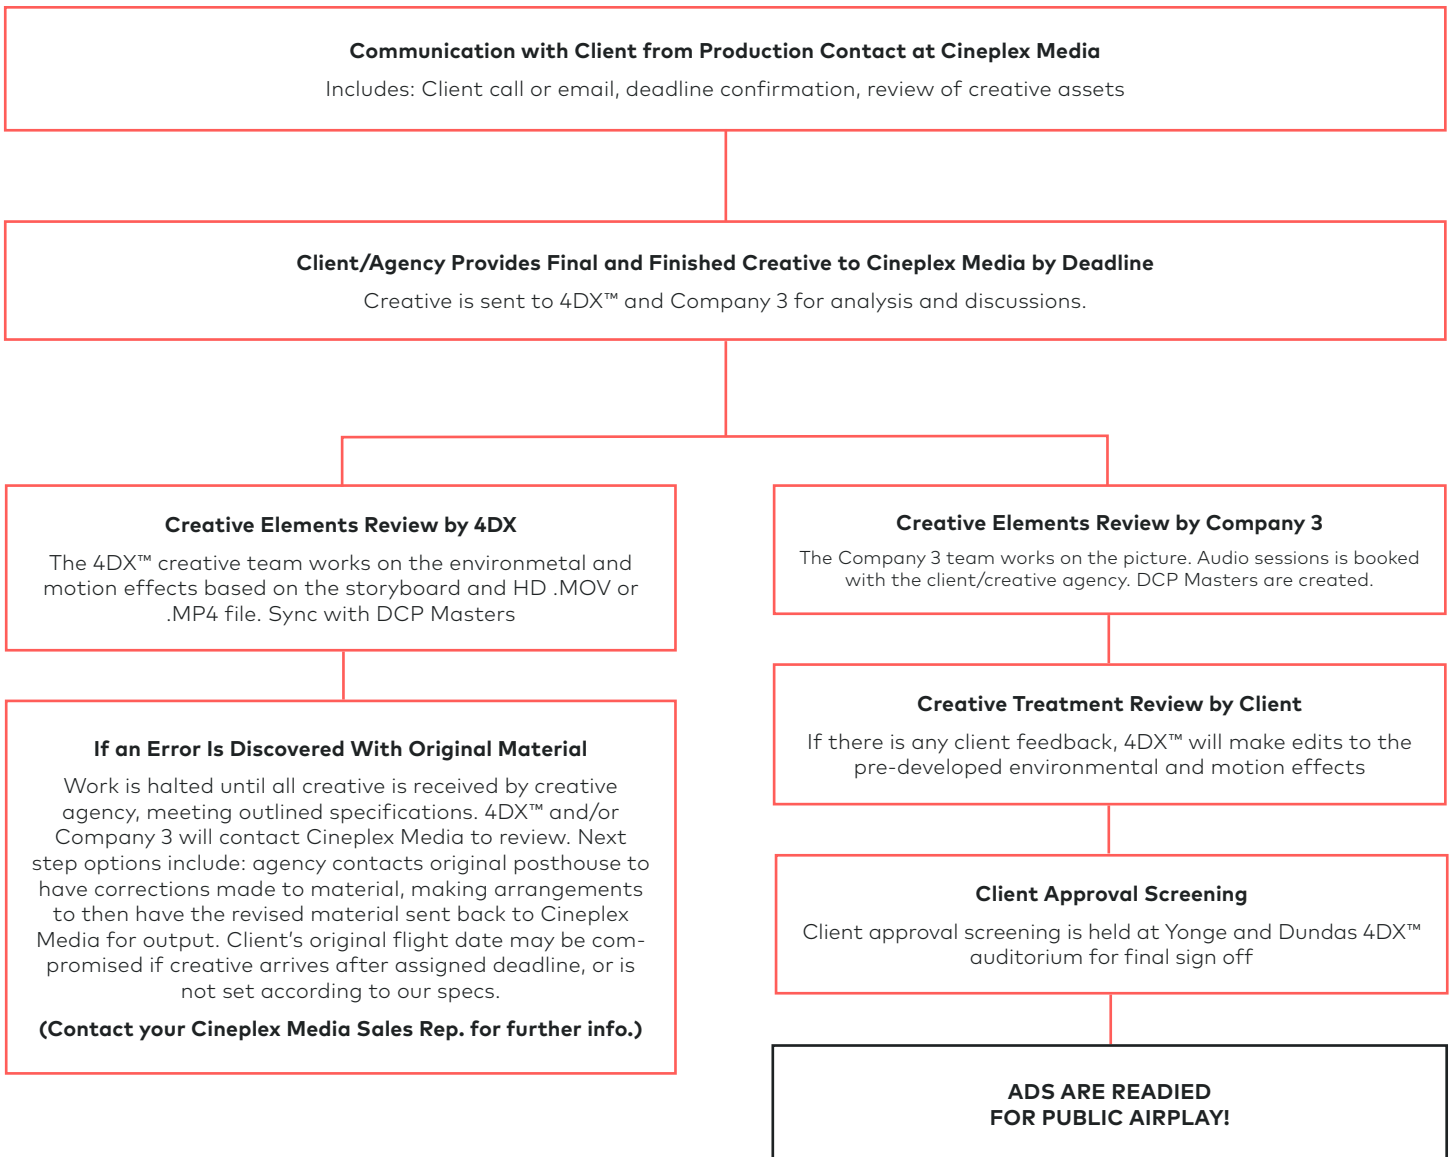 Communication with Client from Production Contact at Cineplex Media
Includes: Client call or email, deadline confirmation, review of creative assets
Client/Agency Provides Final and Finished Creative to Cineplex Media by Deadline
Creative is sent to 4DX™ and Company 3 for analysis and discussions.
Creative Elements Review by 4DX
The 4DX™ creative team works on the environmetal and
motion effects based on the storyboard and HD .MOV or
.MP4 file. Sync with DCP Masters
If an Error Is Discovered With Original Material
Work is halted until all creative is received by creative
agency, meeting outlined specifications. 4DX™ and/or
Company 3 will contact Cineplex Media to review. Next
step options include: agency contacts original posthouse to
have corrections made to material, making arrangements
to then have the revised material sent back to Cineplex
Media for output. Client’s original flight date may be com-
promised if creative arrives after assigned deadline, or is
not set according to our specs.
(Contact your Cineplex Media Sales Rep. for further info.)
Creative Elements Review by Company 3
The Company 3 team works on the picture. Audio sessions is booked
with the client/creative agency. DCP Masters are created.
Creative Treatment Review by Client
If there is any client feedback, 4DX™ will make edits to the
pre-developed environmental and motion effects
Client Approval Screening
Client approval screening is held at Yonge and Dundas 4DX™
auditorium for final sign off
ADS ARE READIED
FOR PUBLIC AIRPLAY!